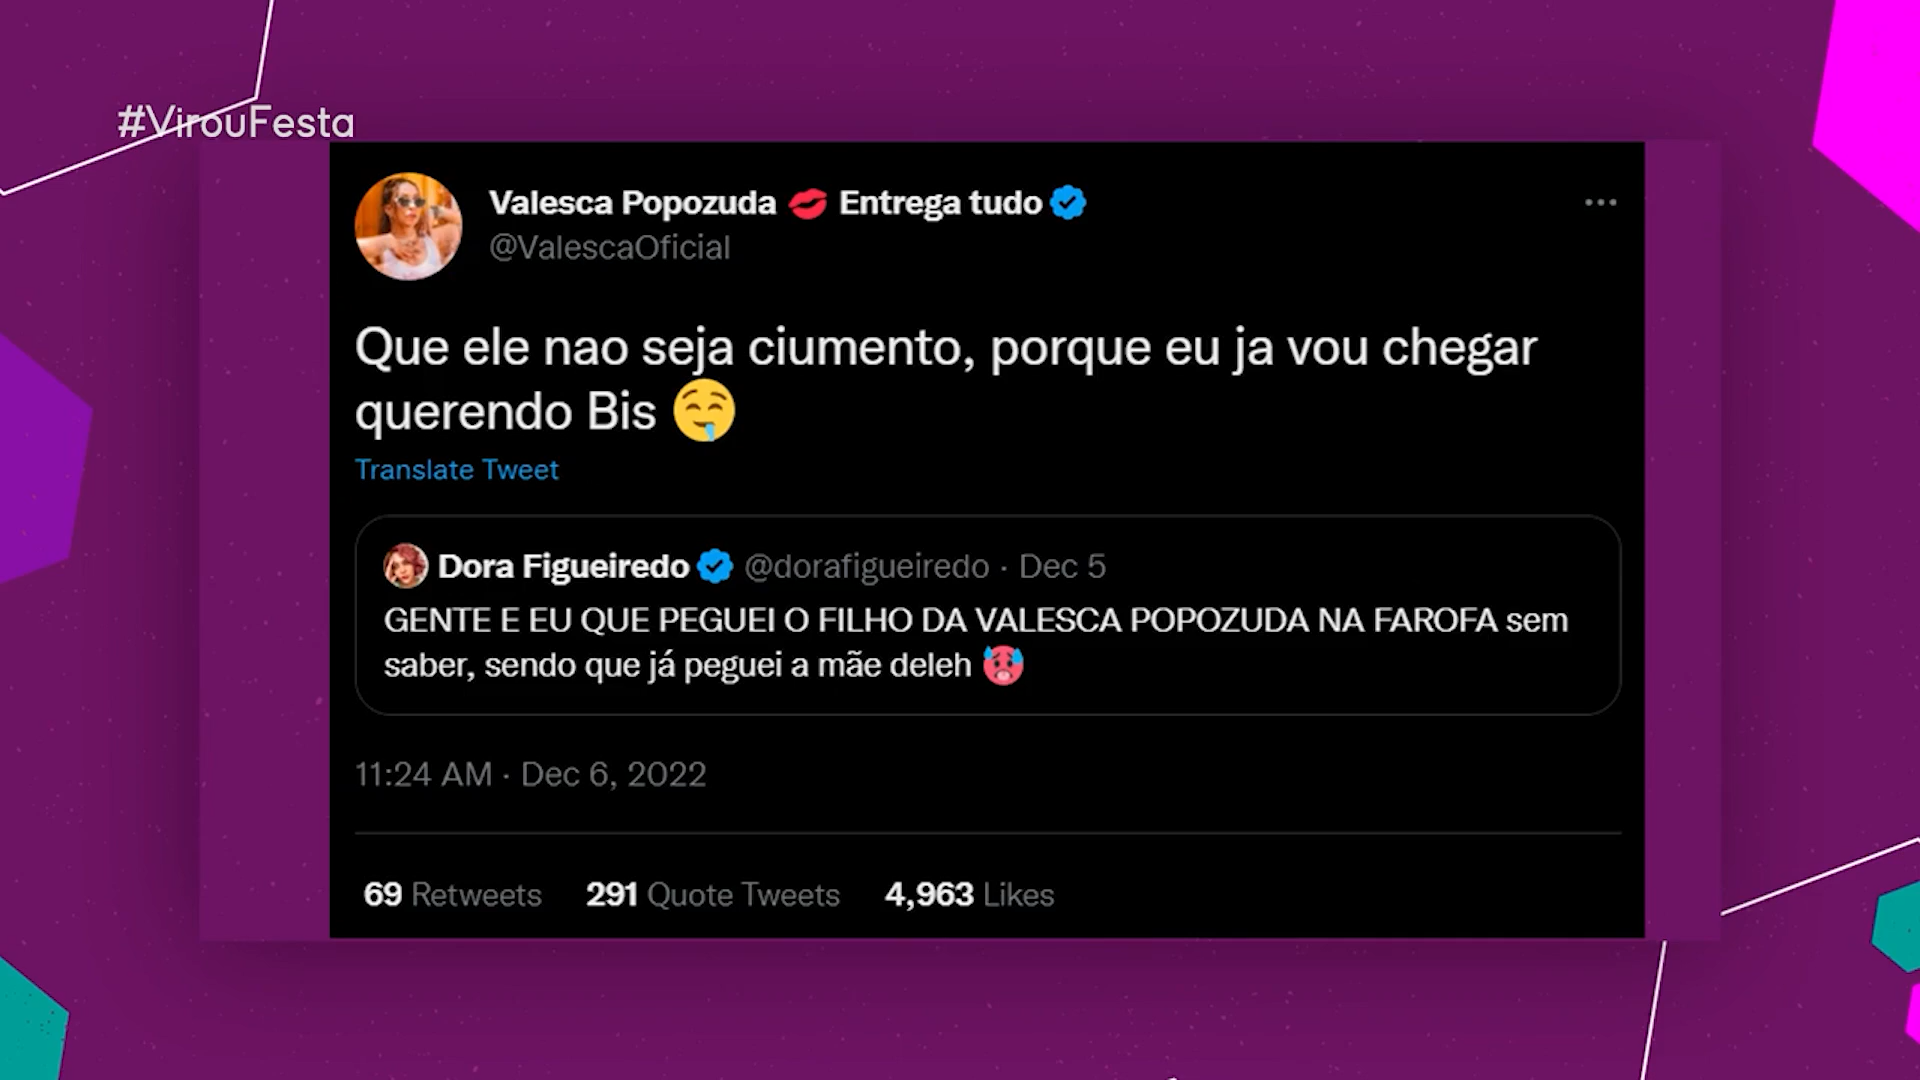 #VirouFesta
Valesca Popozuda 💋 Entrega tudo
@ValescaOficial
Que ele nao seja ciumento, porque eu ja vou chegar
querendo Bis 🤤
Translate Tweet
Dora Figueiredo @dorafigueiredo · Dec 5
GENTE E EU QUE PEGUEI O FILHO DA VALESCA POPOZUDA NA FAROFA sem
saber, sendo que já peguei a mãe deleh 🥵
11:24 AM · Dec 6, 2022
69 Retweets 291 Quote Tweets 4,963 Likes